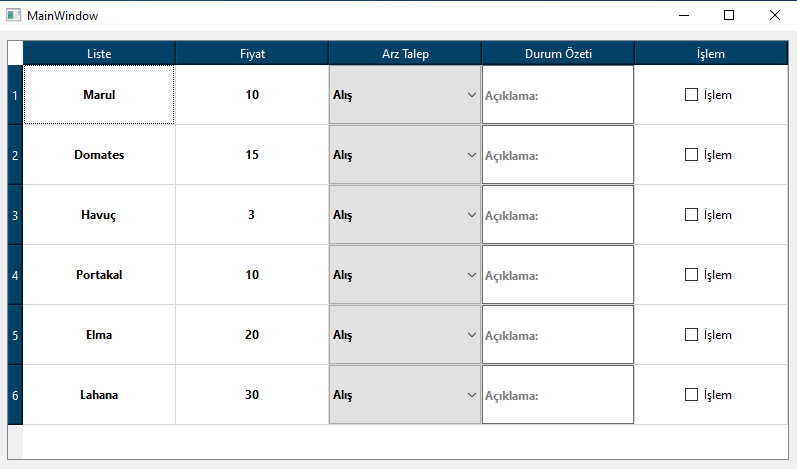 MainWindow
Liste Fiyat Arz Talep Durum Özeti İşlem
1 Marul 10 Alış Açıklama: İşlem
2 Domates 15 Alış Açıklama: İşlem
3 Havuç 3 Alış Açıklama: İşlem
4 Portakal 10 Alış Açıklama: İşlem
5 Elma 20 Alış Açıklama: İşlem
6 Lahana 30 Alış Açıklama: İşlem